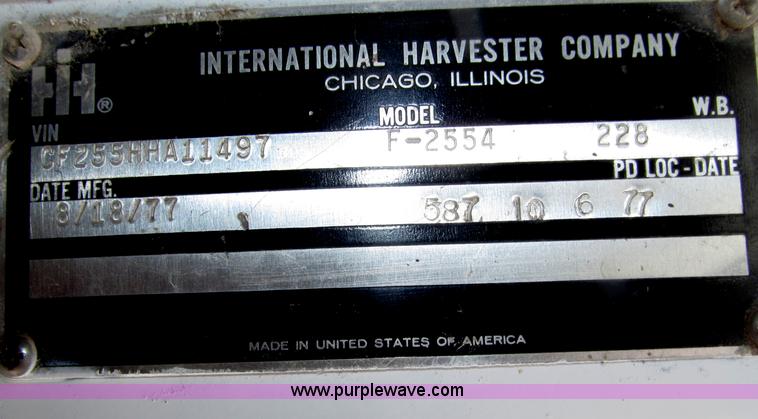 INTERNATIONAL HARVESTER COMPANY
CHICAGO, ILLINOIS
IH®
VIN MODEL W.B.
CF255HHA11497 F-2554 228
DATE MFG. PD LOC-DATE
8/18/77 587 10 6 77
MADE IN UNITED STATES OF AMERICA
www.purplewave.com